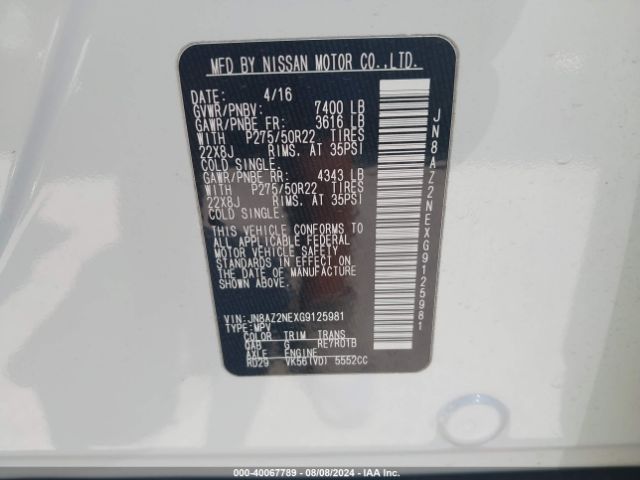 MFD BY NISSAN MOTOR CO.,LTD.
DATE: 4/16
GVWR/PNBV: 7400 LB
GAWR/PNBE FR: 3616 LB
WITH P275/50R22 TIRES
22X8J RIMS. AT 35PSI
COLD SINGLE.
GAWR/PNBE RR: 4343 LB
WITH P275/50R22 TIRES
22X8J RIMS. AT 35PSI
COLD SINGLE.
THIS VEHICLE CONFORMS TO
ALL APPLICABLE FEDERAL
MOTOR VEHICLE SAFETY
STANDARDS IN EFFECT ON
THE DATE OF MANUFACTURE
SHOWN ABOVE.
VIN: JN8AZ2NEXG9125981
TYPE: MPV
COLOR TRIM TRANS
QAB G RE7R01B
AXLE ENGINE
RD29 VK56(VD) 5552CC
JN8AZ2NEXG9125981
000-40067789 - 08/08/2024 - IAA Inc.